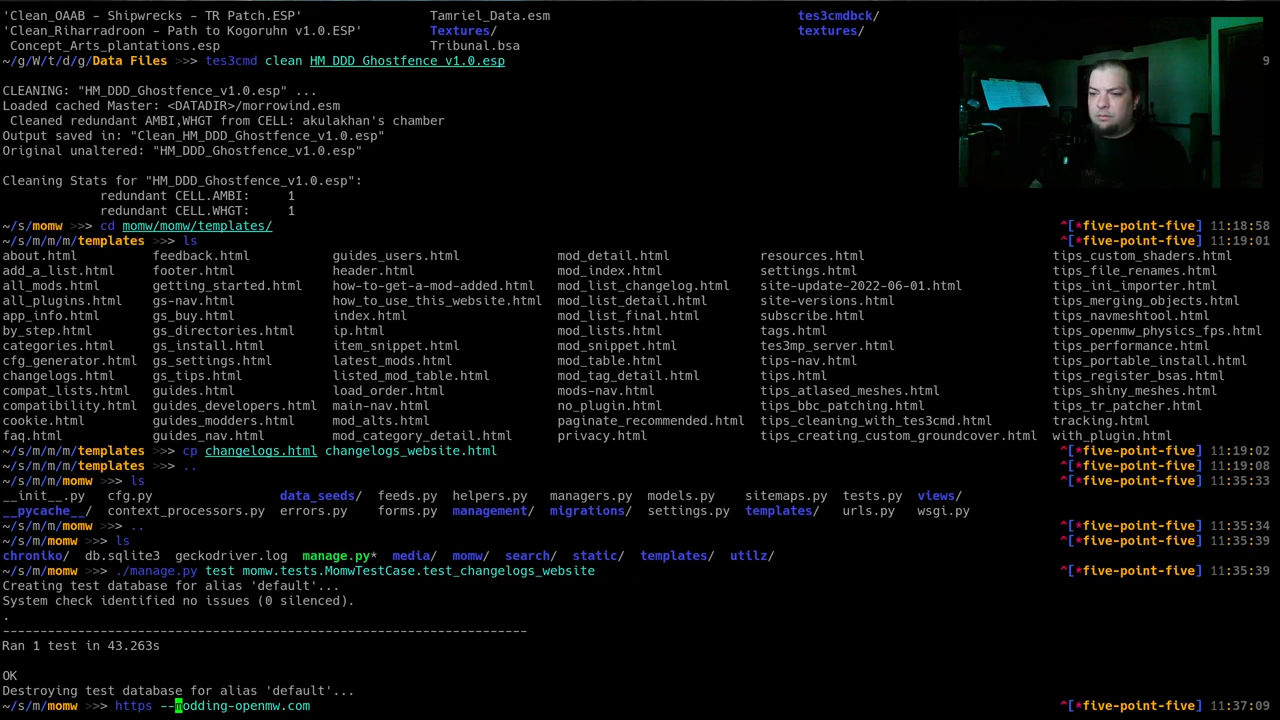 'Clean_OAAB - Shipwrecks - TR Patch.ESP' Tamriel_Data.esm tes3cmdbck/
'Clean_Riharradroon - Path to Kogoruhn v1.0.ESP' Textures/ textures/
Concept_Arts_plantations.esp Tribunal.bsa
~/g/W/t/d/g/Data Files >>> tes3cmd clean HM_DDD_Ghostfence_v1.0.esp 9
CLEANING: "HM_DDD_Ghostfence_v1.0.esp" ...
Loaded cached Master: <DATADIR>/morrowind.esm
Cleaned redundant AMBI,WHGT from CELL: akulakhan's chamber
Output saved in: "Clean_HM_DDD_Ghostfence_v1.0.esp"
Original unaltered: "HM_DDD_Ghostfence_v1.0.esp"
Cleaning Stats for "HM_DDD_Ghostfence_v1.0.esp":
redundant CELL.AMBI: 1
redundant CELL.WHGT: 1
~/s/momw >>> cd momw/momw/templates/ ^[*five-point-five] 11:18:58
~/s/m/m/m/templates >>> ls ^[*five-point-five] 11:19:01
about.html feedback.html guides_users.html mod_detail.html resources.html tips_custom_shaders.html
add_a_list.html footer.html header.html mod_index.html settings.html tips_file_renames.html
all_mods.html getting_started.html how-to-get-a-mod-added.html mod_list_changelog.html site-update-2022-06-01.html tips_ini_importer.html
all_plugins.html gs-nav.html how_to_use_this_website.html mod_list_detail.html site-versions.html tips_merging_objects.html
app_info.html gs_buy.html index.html mod_list_final.html subscribe.html tips_navmeshtool.html
by_step.html gs_directories.html ip.html mod_lists.html tags.html tips_openmw_physics_fps.html
categories.html gs_install.html item_snippet.html mod_snippet.html tes3mp_server.html tips_performance.html
cfg_generator.html gs_settings.html latest_mods.html mod_table.html tips-nav.html tips_portable_install.html
changelogs.html gs_tips.html listed_mod_table.html mod_tag_detail.html tips.html tips_register_bsas.html
compat_lists.html guides.html load_order.html mods-nav.html tips_atlased_meshes.html tips_shiny_meshes.html
compatibility.html guides_developers.html main-nav.html no_plugin.html tips_bbc_patching.html tips_tr_patcher.html
cookie.html guides_modders.html mod_alts.html paginate_recommended.html tips_cleaning_with_tes3cmd.html tracking.html
faq.html guides_nav.html mod_category_detail.html privacy.html tips_creating_custom_groundcover.html with_plugin.html
~/s/m/m/m/templates >>> cp changelogs.html changelogs_website.html ^[*five-point-five] 11:19:02
~/s/m/m/m/templates >>> .. ^[*five-point-five] 11:19:08
~/s/m/m/momw >>> ls ^[*five-point-five] 11:35:33
__init__.py cfg.py data_seeds/ feeds.py helpers.py managers.py models.py sitemaps.py tests.py views/
__pycache__/ context_processors.py errors.py forms.py management/ migrations/ settings.py templates/ urls.py wsgi.py
~/s/m/momw >>> .. ^[*five-point-five] 11:35:34
~/s/m/momw >>> ls ^[*five-point-five] 11:35:39
chroniko/ db.sqlite3 geckodriver.log manage.py* media/ momw/ search/ static/ templates/ utilz/
~/s/m/momw >>> ./manage.py test momw.tests.MomwTestCase.test_changelogs_website ^[*five-point-five] 11:35:39
Creating test database for alias 'default'...
System check identified no issues (0 silenced).
.
----------------------------------------------------------------------
Ran 1 test in 43.263s
OK
Destroying test database for alias 'default'...
~/s/m/momw >>> https --modding-openmw.com ^[*five-point-five] 11:37:09